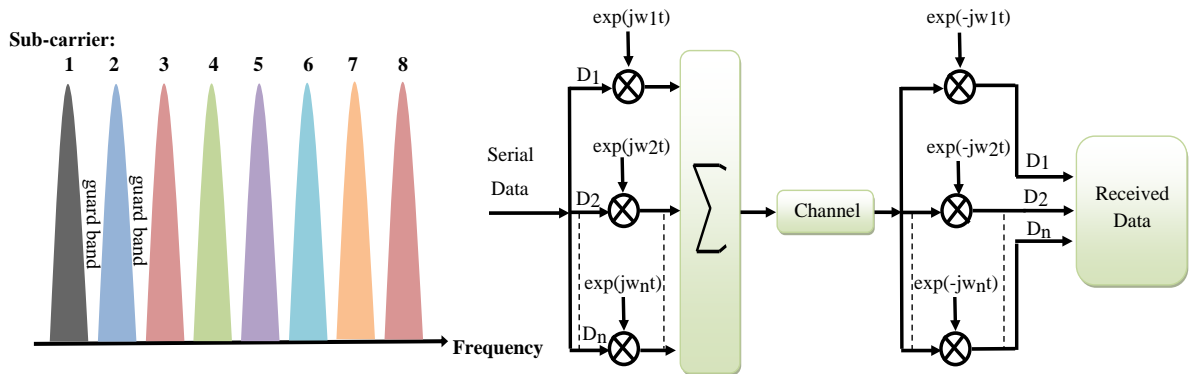 Sub-carrier:
1 2 3 4 5 6 7 8
guard band
guard band
Frequency
exp(jw1t)
D1
exp(jw2t)
Serial
Data
D2
exp(jwnt)
Dn
∑
Channel
exp(-jw1t)
D1
exp(-jw2t)
D2
Dn
exp(-jwnt)
Received
Data